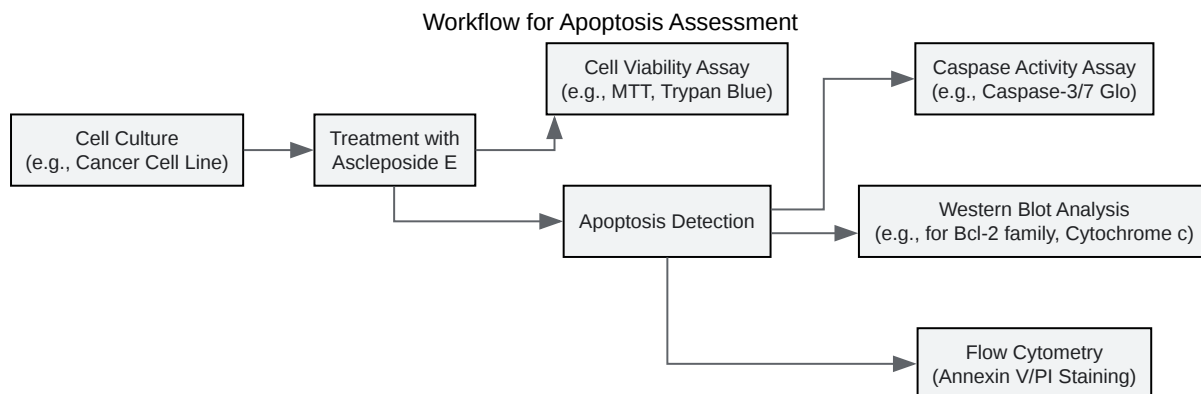 Workflow for Apoptosis Assessment
Cell Viability Assay
(e.g., MTT, Trypan Blue)
Caspase Activity Assay
(e.g., Caspase-3/7 Glo)
Cell Culture
(e.g., Cancer Cell Line)
Treatment with
Ascleposide E
Apoptosis Detection
Western Blot Analysis
(e.g., for Bcl-2 family, Cytochrome c)
Flow Cytometry
(Annexin V/PI Staining)